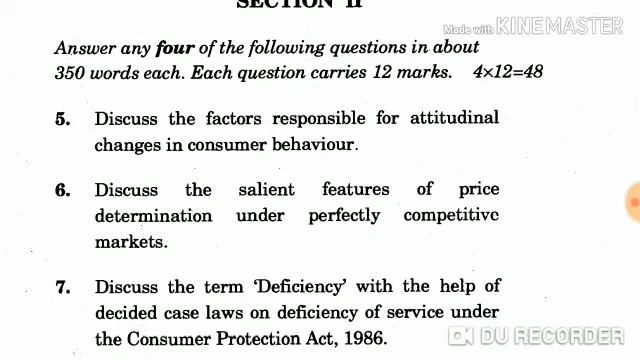 SECTION II
Made with KINEMASTER
Answer any four of the following questions in about
350 words each. Each question carries 12 marks. 4×12=48
5. Discuss the factors responsible for attitudinal
changes in consumer behaviour.
6. Discuss the salient features of price
determination under perfectly competitive
markets.
7. Discuss the term 'Deficiency' with the help of
decided case laws on deficiency of service under
the Consumer Protection Act, 1986.
DU RECORDER